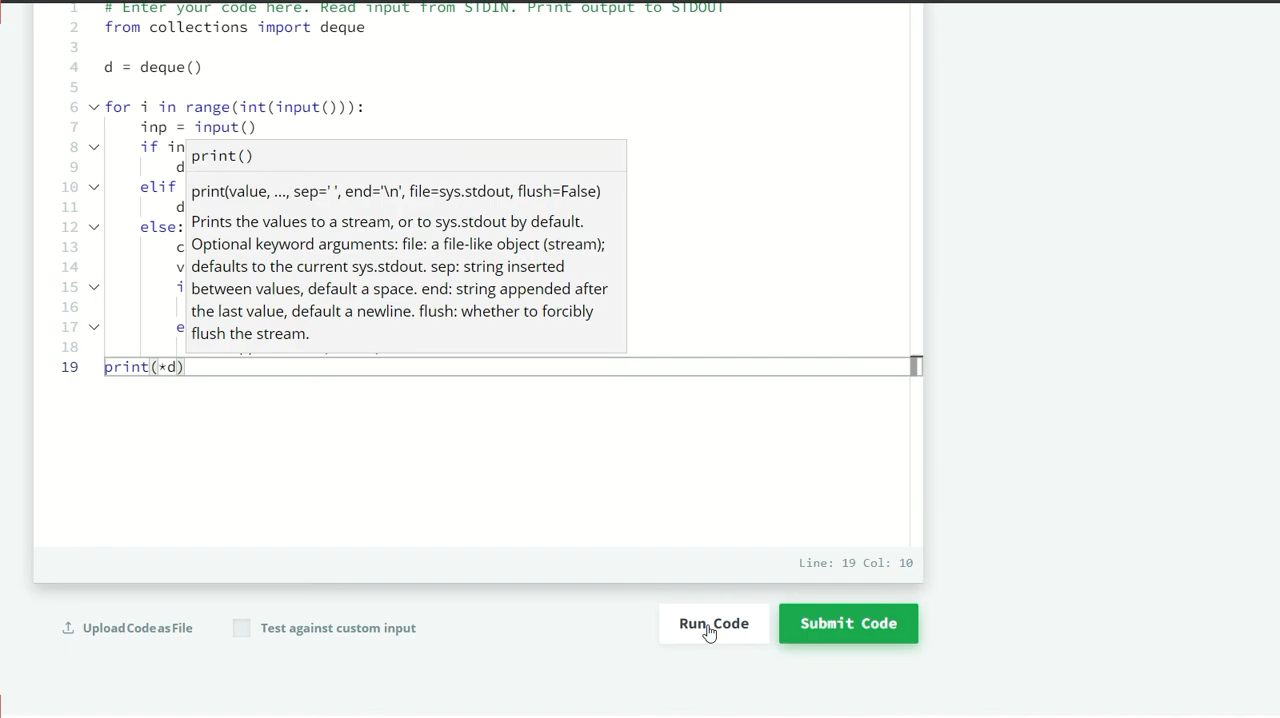 1 # Enter your code here. Read input from STDIN. Print output to STDOUT
2 from collections import deque
3
4 d = deque()
5
6 for i in range(int(input())):
7 inp = input()
8 if in
9 d
10 elif
11 d
12 else:
13 c
14 v
15 i
16
17 e
18
19 print(*d)
print()
print(value, ..., sep=' ', end='\n', file=sys.stdout, flush=False)
Prints the values to a stream, or to sys.stdout by default.
Optional keyword arguments: file: a file-like object (stream);
defaults to the current sys.stdout. sep: string inserted
between values, default a space. end: string appended after
the last value, default a newline. flush: whether to forcibly
flush the stream.
Line: 19 Col: 10
Upload Code as File
Test against custom input
Run Code
Submit Code